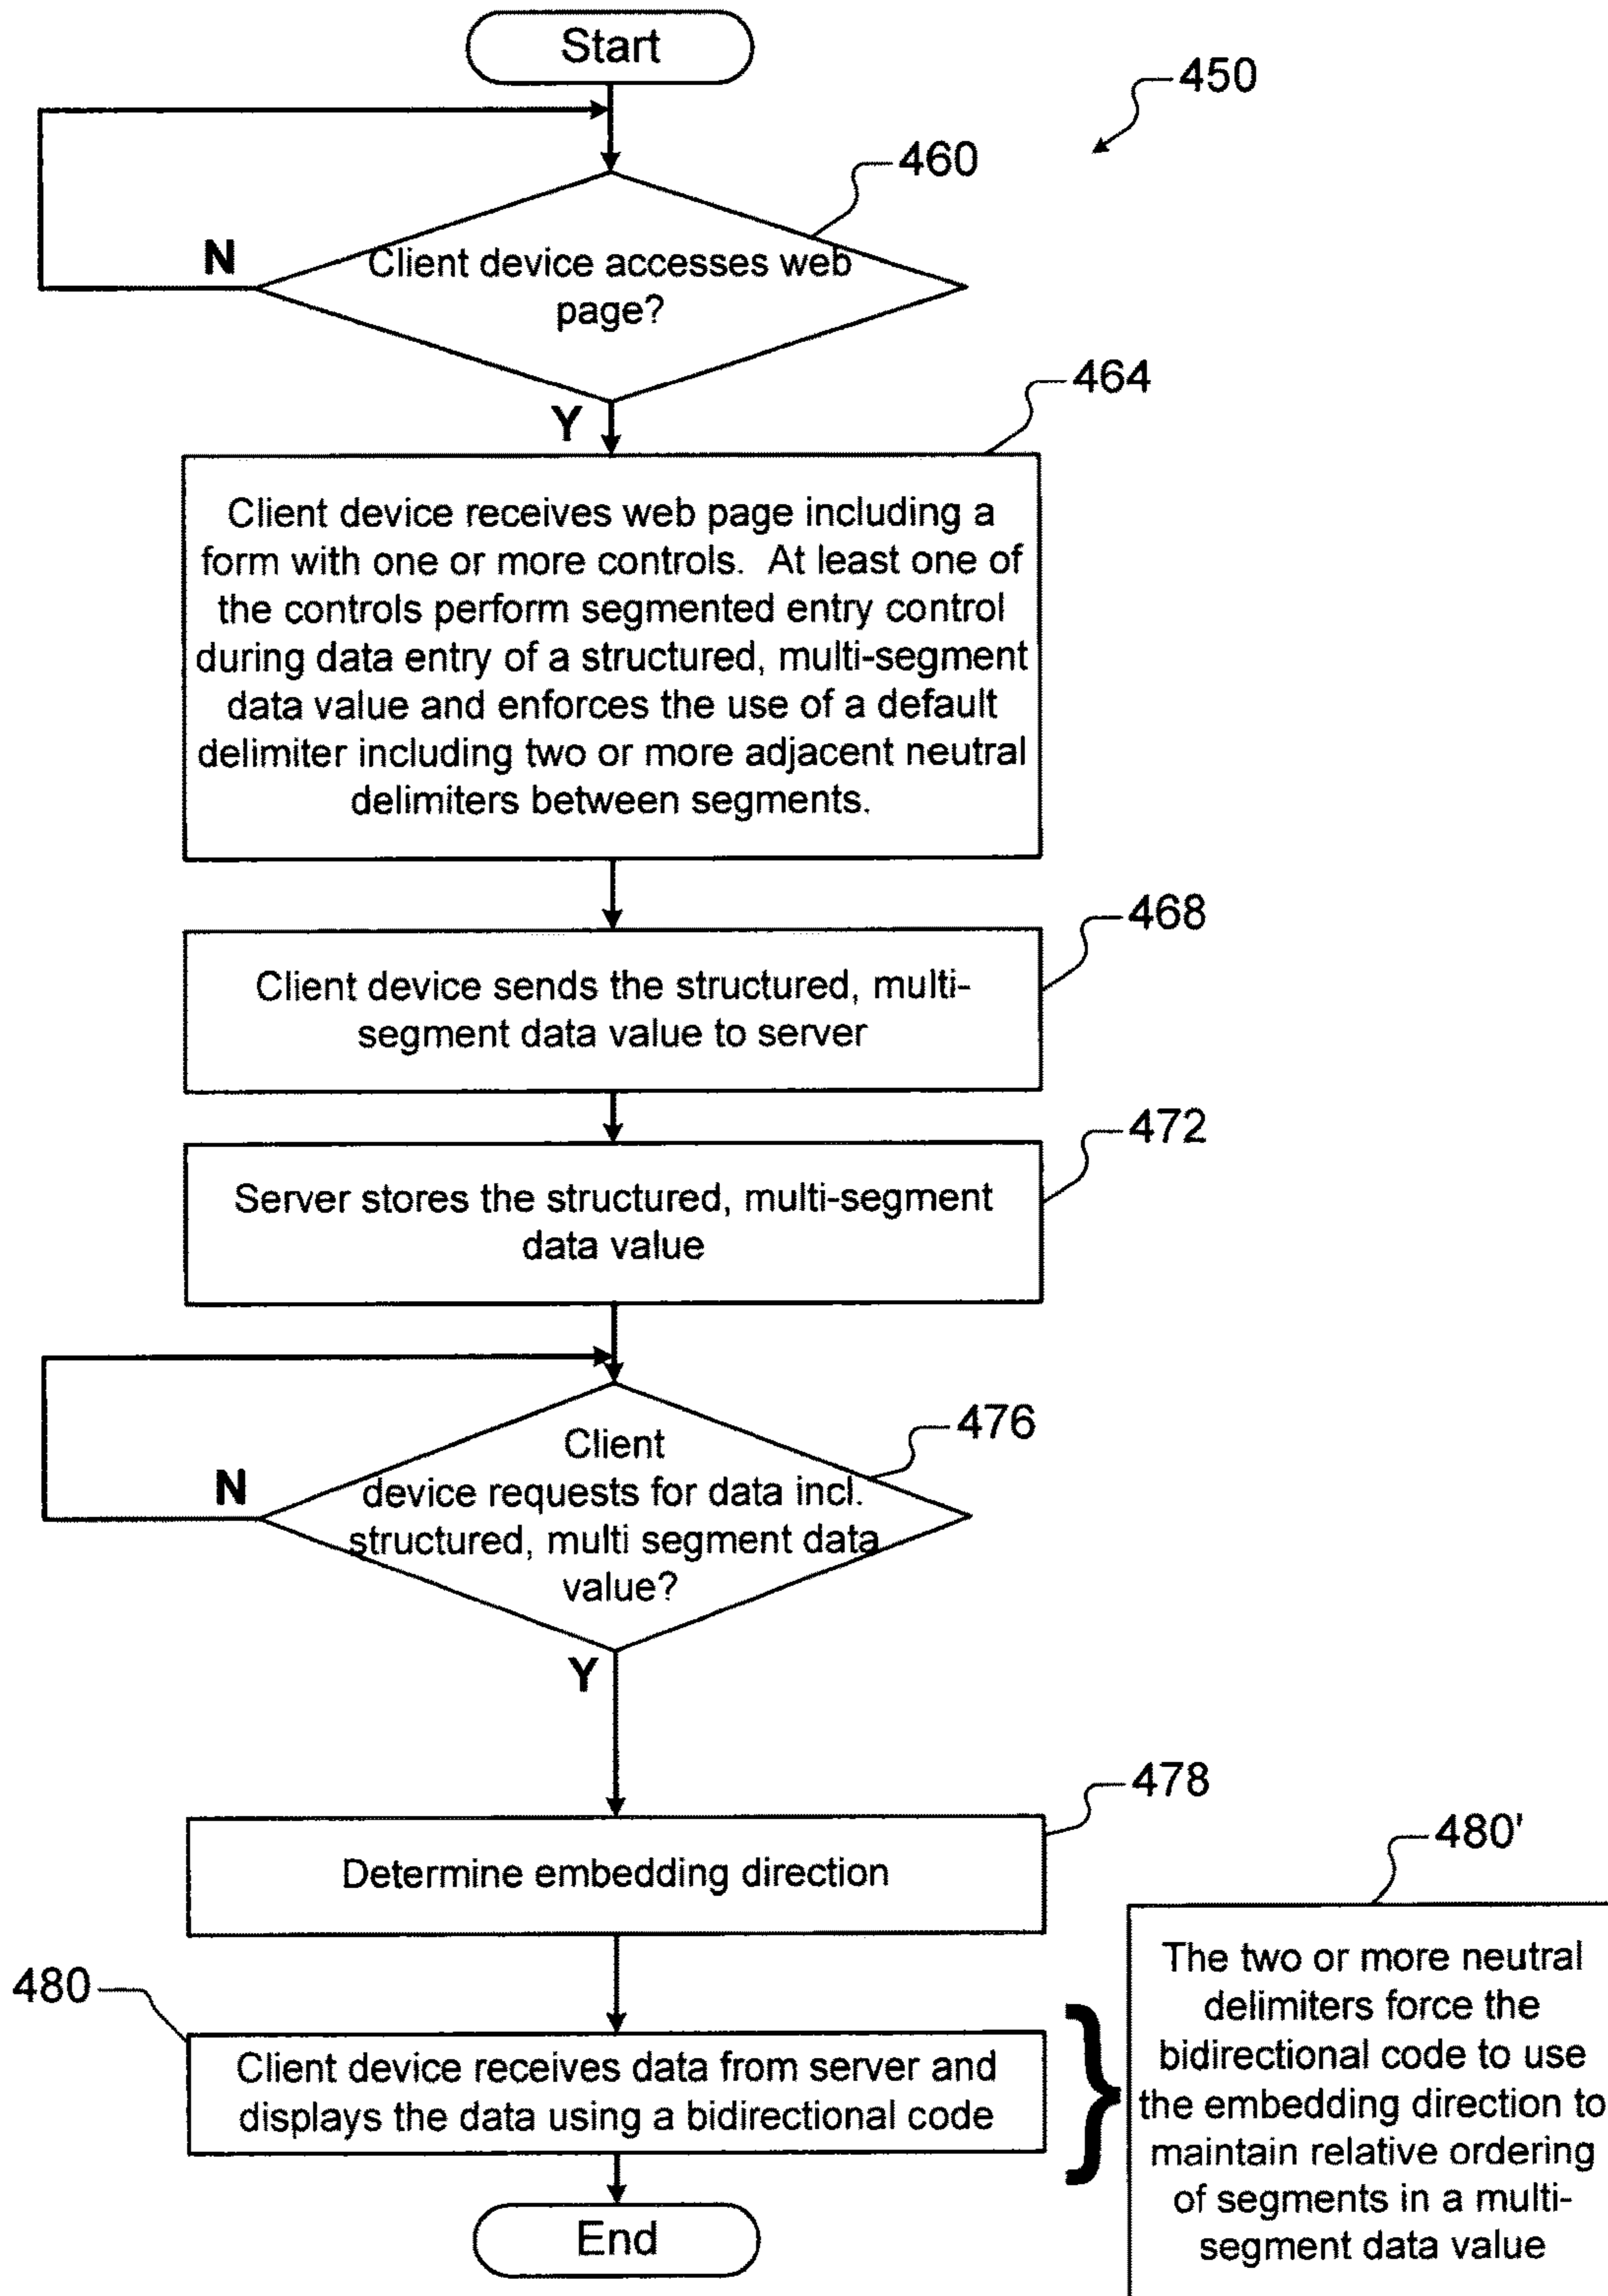 Start
450
460
N
Client device accesses web
page?
Y
464
Client device receives web page including a
form with one or more controls. At least one of
the controls perform segmented entry control
during data entry of a structured, multi-segment
data value and enforces the use of a default
delimiter including two or more adjacent neutral
delimiters between segments.
468
Client device sends the structured, multi-
segment data value to server
472
Server stores the structured, multi-segment
data value
476
N
Client
device requests for data incl.
structured, multi segment data
value?
Y
478
Determine embedding direction
480
Client device receives data from server and
displays the data using a bidirectional code
}
480'
The two or more neutral
delimiters force the
bidirectional code to use
the embedding direction to
maintain relative ordering
of segments in a multi-
segment data value
End